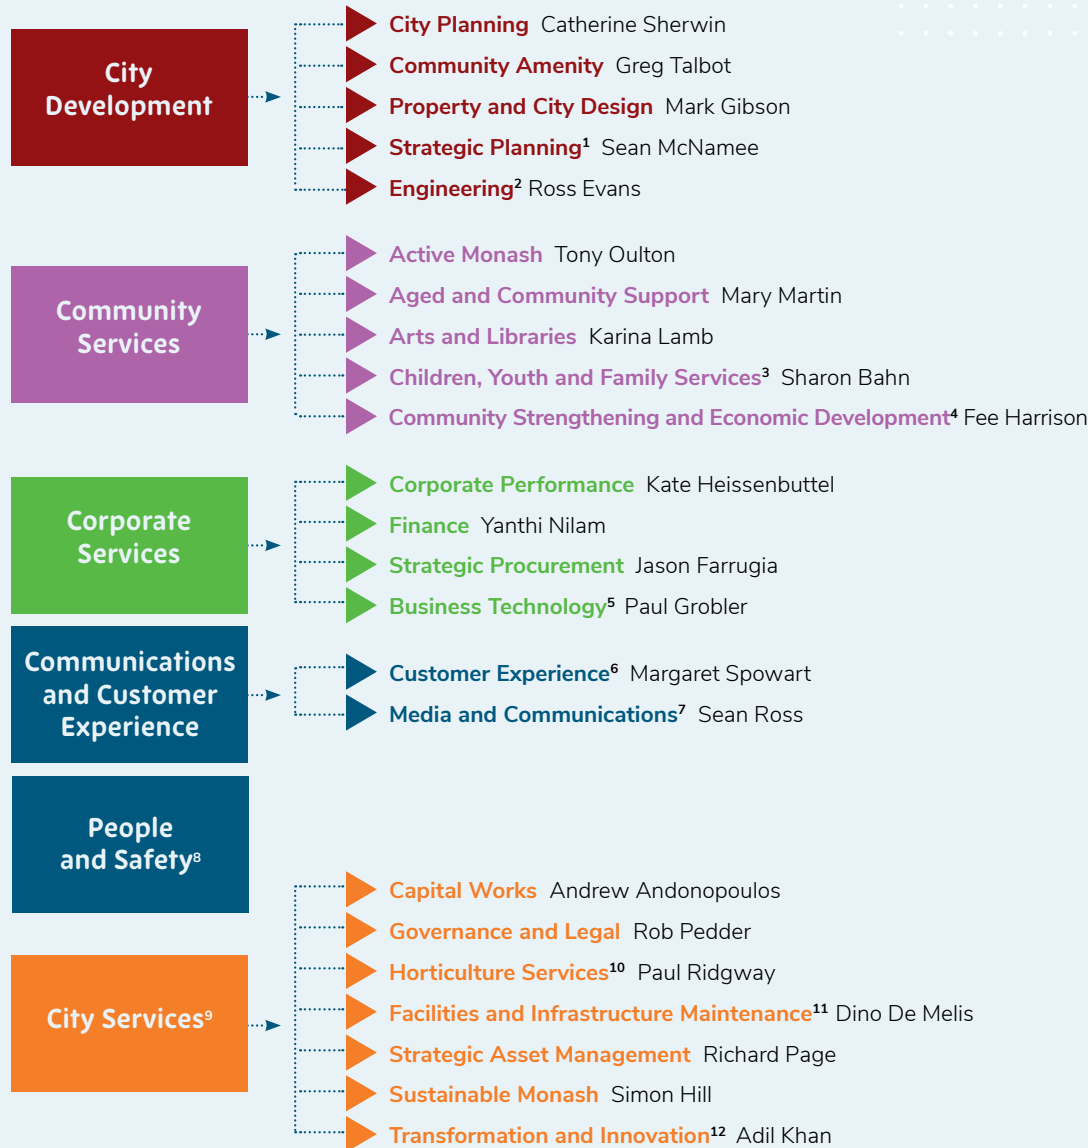 City
Development
City Planning Catherine Sherwin
Community Amenity Greg Talbot
Property and City Design Mark Gibson
Strategic Planning¹ Sean McNamee
Engineering² Ross Evans
Community
Services
Active Monash Tony Oulton
Aged and Community Support Mary Martin
Arts and Libraries Karina Lamb
Children, Youth and Family Services³ Sharon Bahn
Community Strengthening and Economic Development⁴ Fee Harrison
Corporate
Services
Corporate Performance Kate Heissenbuttel
Finance Yanthi Nilam
Strategic Procurement Jason Farrugia
Business Technology⁵ Paul Grobler
Communications
and Customer
Experience
Customer Experience⁶ Margaret Spowart
Media and Communications⁷ Sean Ross
People
and Safety⁸
City Services⁹
Capital Works Andrew Andonopoulos
Governance and Legal Rob Pedder
Horticulture Services¹⁰ Paul Ridgway
Facilities and Infrastructure Maintenance¹¹ Dino De Melis
Strategic Asset Management Richard Page
Sustainable Monash Simon Hill
Transformation and Innovation¹² Adil Khan